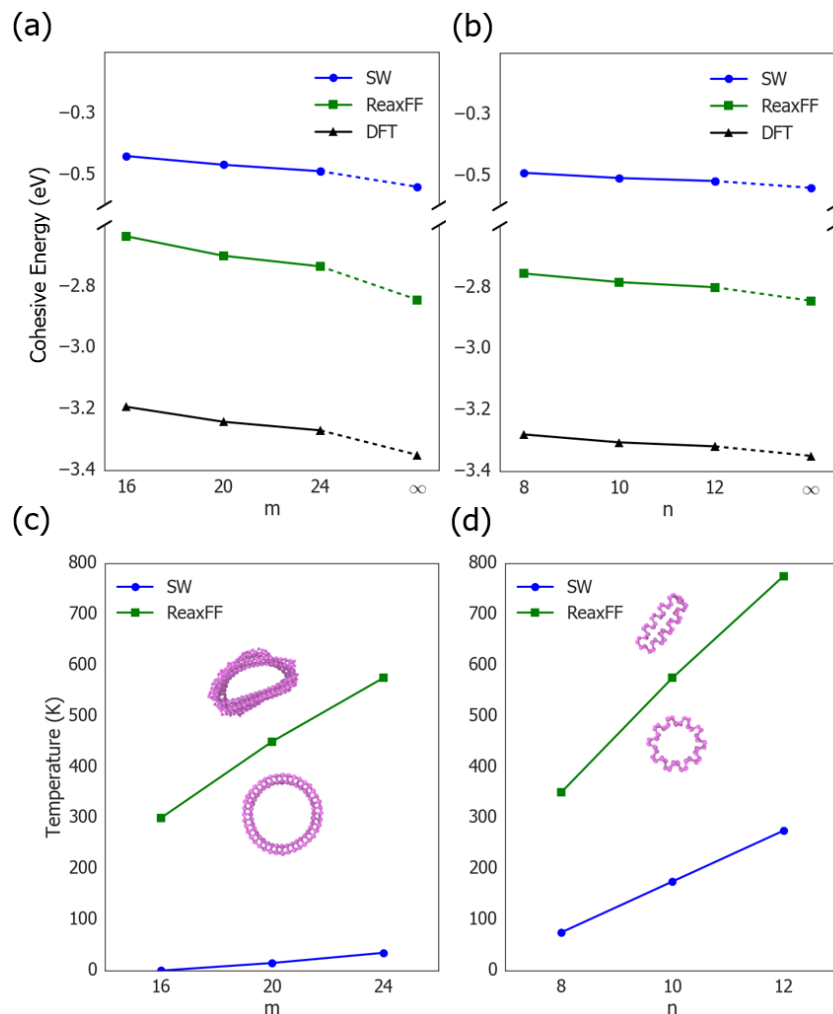 (a)
SW
ReaxFF
DFT
Cohesive Energy (eV)
−0.3
−0.5
−2.8
−3.0
−3.2
−3.4
16
20
24
∞
m
(b)
SW
ReaxFF
DFT
−0.3
−0.5
−2.8
−3.0
−3.2
−3.4
8
10
12
∞
n
(c)
SW
ReaxFF
Temperature (K)
800
700
600
500
400
300
200
100
0
16
20
24
m
(d)
SW
ReaxFF
800
700
600
500
400
300
200
100
0
8
10
12
n